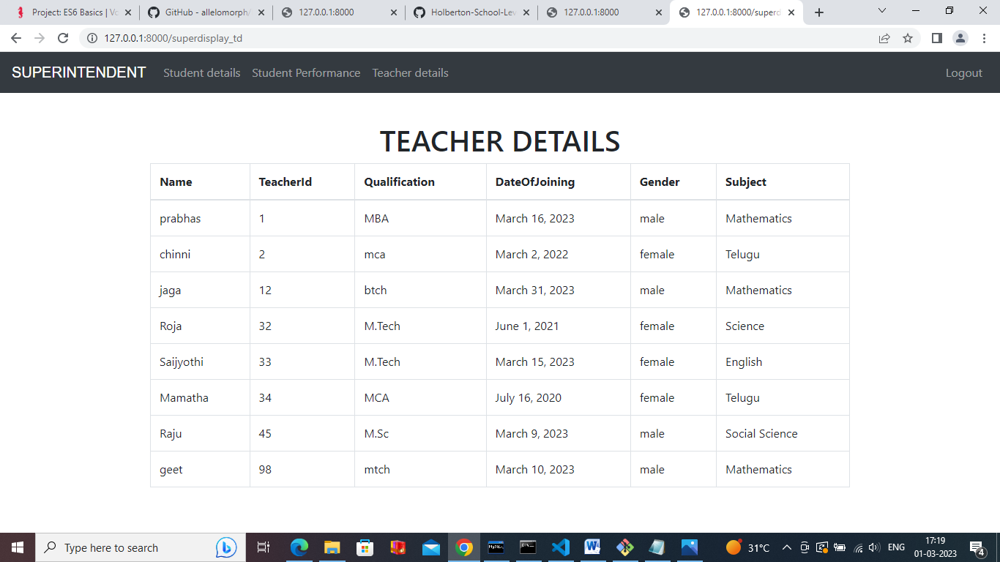 Project: ES6 Basics | Vo
GitHub - allelomorph/
127.0.0.1:8000
Holberton-School-Lev
127.0.0.1:8000
127.0.0.1:8000/superd
127.0.0.1:8000/superdisplay_td
SUPERINTENDENT Student details Student Performance Teacher details Logout
TEACHER DETAILS
Name TeacherId Qualification DateOfJoining Gender Subject
prabhas 1 MBA March 16, 2023 male Mathematics
chinni 2 mca March 2, 2022 female Telugu
jaga 12 btch March 31, 2023 male Mathematics
Roja 32 M.Tech June 1, 2021 female Science
Saijyothi 33 M.Tech March 15, 2023 female English
Mamatha 34 MCA July 16, 2020 female Telugu
Raju 45 M.Sc March 9, 2023 male Social Science
geet 98 mtch March 10, 2023 male Mathematics
Type here to search
31°C
ENG
17:19
01-03-2023
4